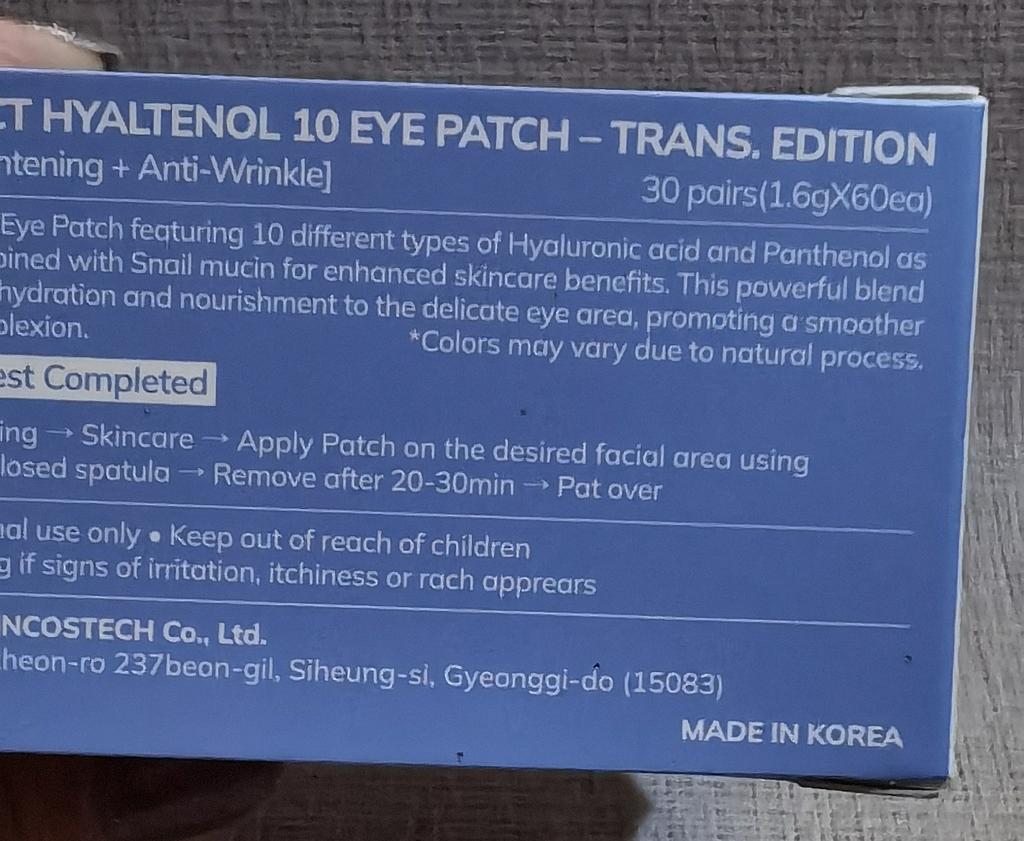 CT HYALTENOL 10 EYE PATCH – TRANS. EDITION
ntening + Anti-Wrinkle]
30 pairs(1.6gX60ea)
Eye Patch feqturing 10 different types of Hyaluronic acid and Panthenol as
bined with Snail mucin for enhanced skincare benefits. This powerful blend
hydration and nourishment to the delicate eye area, promoting a smoother
plexion.
*Colors may vary due to natural process.
est Completed
ing → Skincare → Apply Patch on the desired facial area using
losed spatula → Remove after 20-30min → Pat over
nal use only • Keep out of reach of children
g if signs of irritation, itchiness or rach apprears
NCOSTECH Co., Ltd.
heon-ro 237beon-gil, Siheung-si, Gyeonggi-do (15083)
MADE IN KOREA